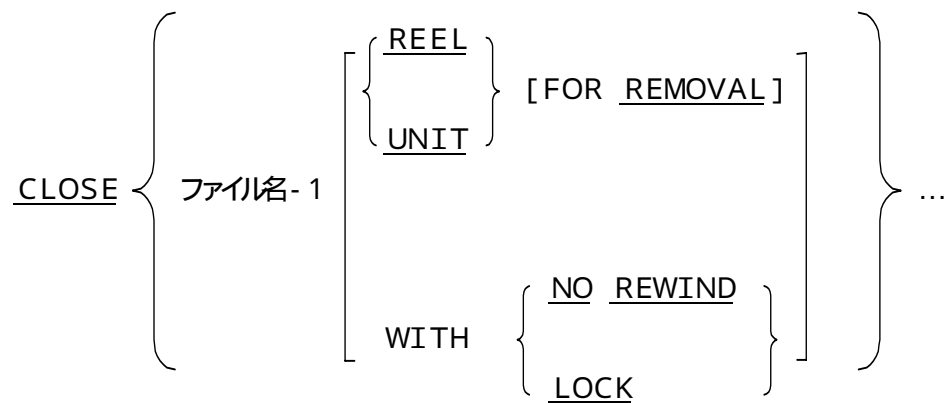 REEL
[FOR REMOVAL]
UNIT
CLOSE ファイル名-1 …
NO REWIND
WITH
LOCK